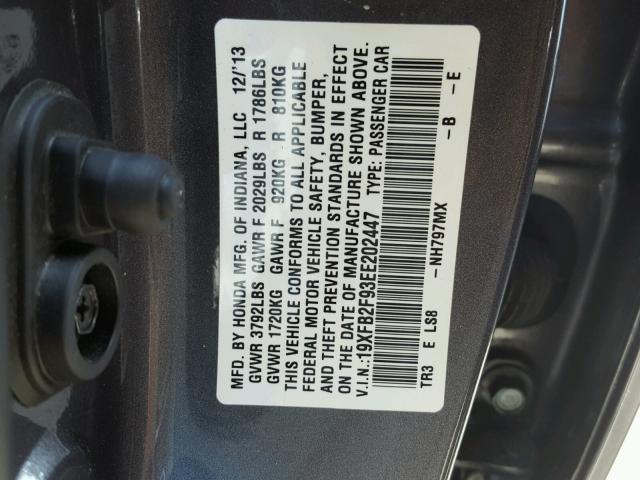 MFD. BY HONDA MFG. OF INDIANA, LLC 12/'13
GVWR 3792LBS GAWR F 2029LBS R 1786LBS
GVWR 1720KG GAWR F 920KG R 810KG
THIS VEHICLE CONFORMS TO ALL APPLICABLE
FEDERAL MOTOR VEHICLE SAFETY, BUMPER,
AND THEFT PREVENTION STANDARDS IN EFFECT
ON THE DATE OF MANUFACTURE SHOWN ABOVE.
V.I.N.:19XFB2F93EE202447 TYPE: PASSENGER CAR
TR3 E LS8 -NH797MX -B -E